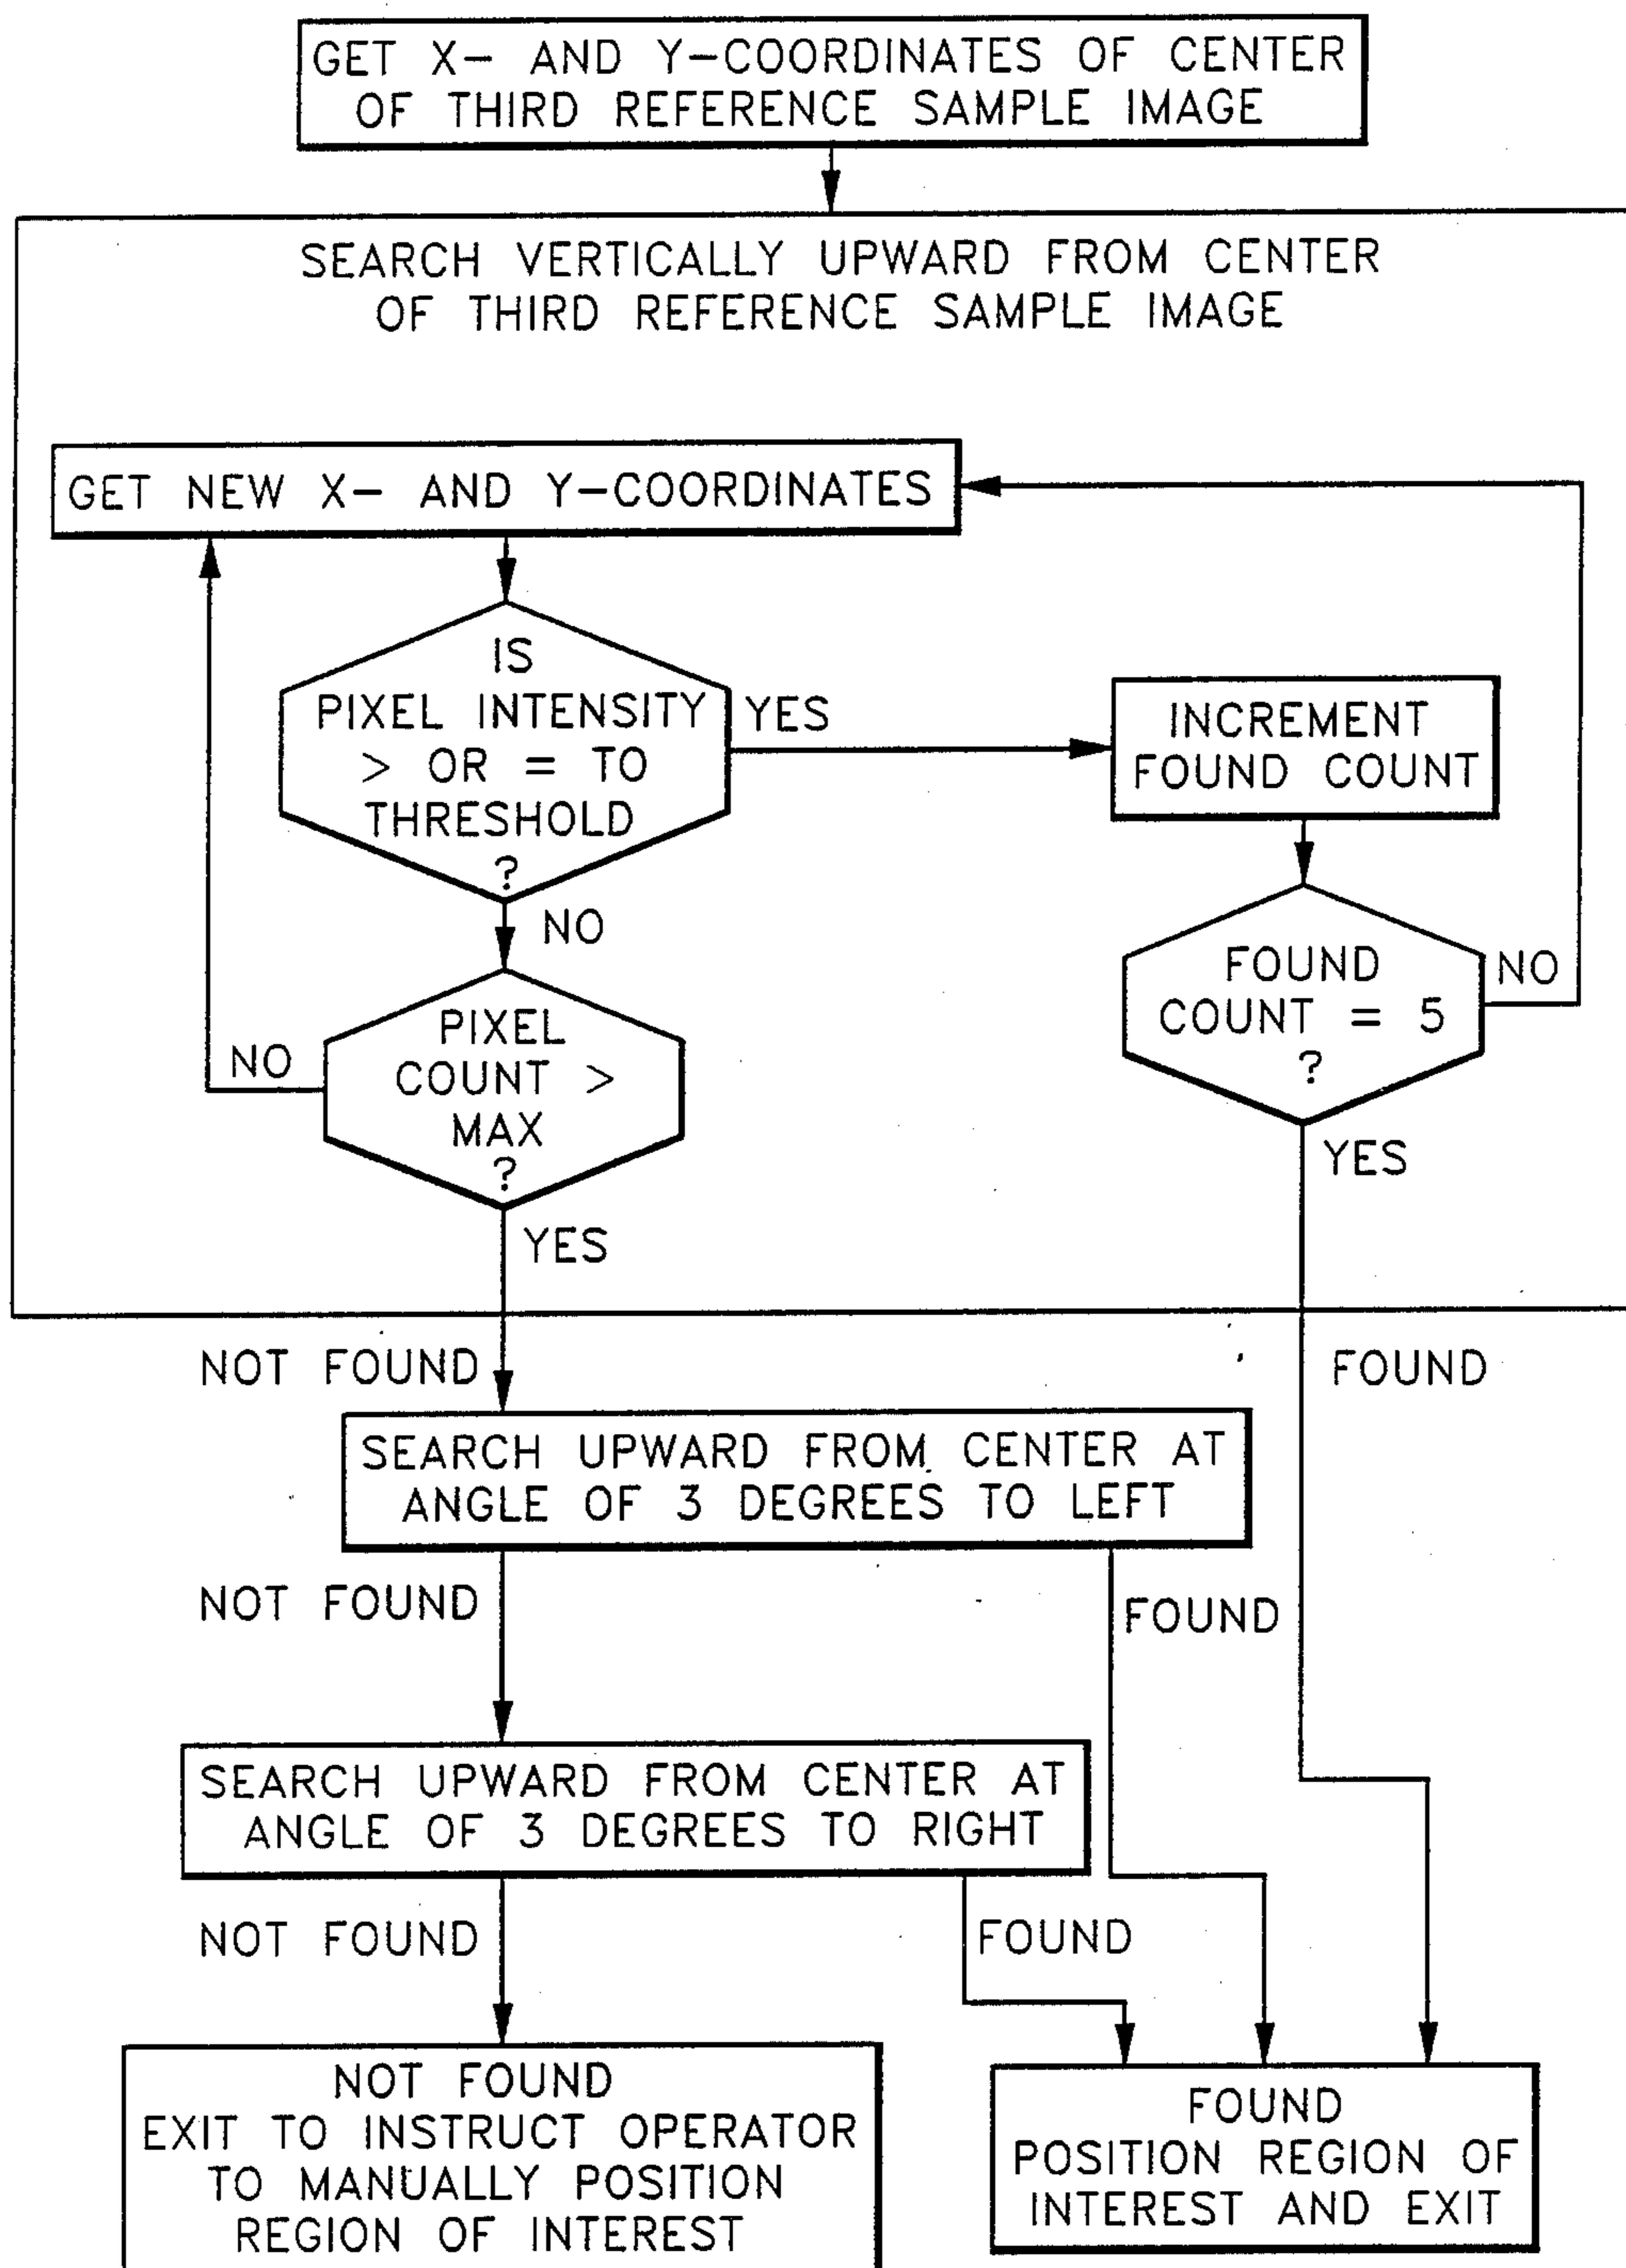 GET X- AND Y-COORDINATES OF CENTER
OF THIRD REFERENCE SAMPLE IMAGE
SEARCH VERTICALLY UPWARD FROM CENTER
OF THIRD REFERENCE SAMPLE IMAGE
GET NEW X- AND Y-COORDINATES
IS
PIXEL INTENSITY
> OR = TO
THRESHOLD
?
YES
INCREMENT
FOUND COUNT
NO
FOUND
COUNT = 5
?
NO
YES
PIXEL
COUNT >
MAX
?
NO
YES
NOT FOUND
FOUND
SEARCH UPWARD FROM CENTER AT
ANGLE OF 3 DEGREES TO LEFT
NOT FOUND
FOUND
SEARCH UPWARD FROM CENTER AT
ANGLE OF 3 DEGREES TO RIGHT
NOT FOUND
FOUND
NOT FOUND
EXIT TO INSTRUCT OPERATOR
TO MANUALLY POSITION
REGION OF INTEREST
FOUND
POSITION REGION OF
INTEREST AND EXIT